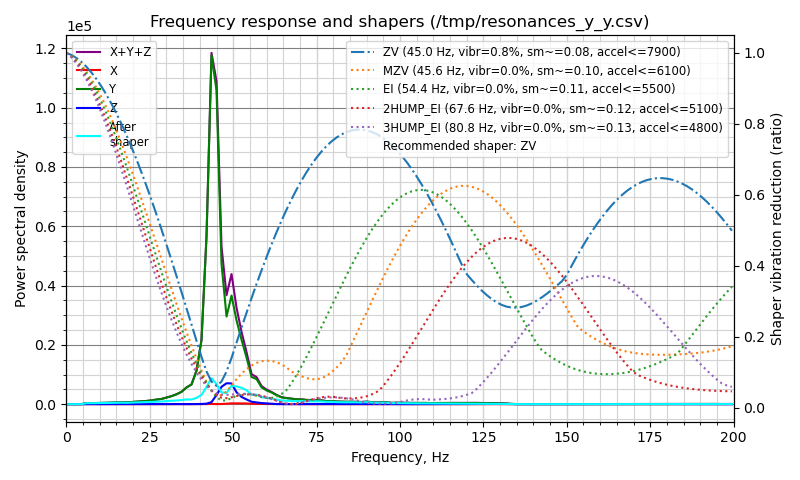 Frequency response and shapers (/tmp/resonances_y_y.csv)
1e5
X+Y+Z
X
Y
Z
After
shaper
ZV (45.0 Hz, vibr=0.8%, sm~=0.08, accel<=7900)
MZV (45.6 Hz, vibr=0.0%, sm~=0.10, accel<=6100)
EI (54.4 Hz, vibr=0.0%, sm~=0.11, accel<=5500)
2HUMP_EI (67.6 Hz, vibr=0.0%, sm~=0.12, accel<=5100)
3HUMP_EI (80.8 Hz, vibr=0.0%, sm~=0.13, accel<=4800)
Recommended shaper: ZV
Power spectral density
1.2
1.0
0.8
0.6
0.4
0.2
0.0
Shaper vibration reduction (ratio)
1.0
0.8
0.6
0.4
0.2
0.0
0 25 50 75 100 125 150 175 200
Frequency, Hz